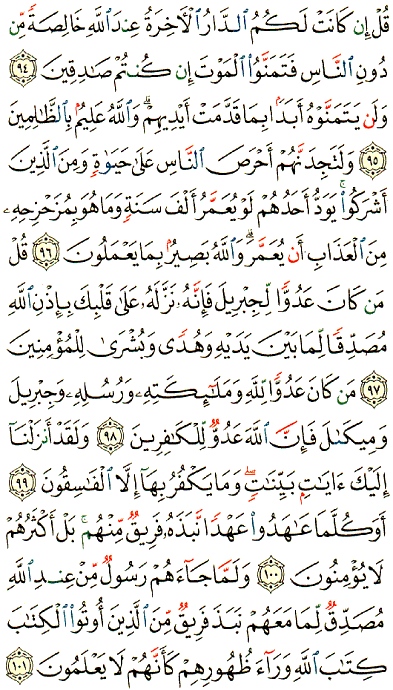 قُلْ إِن كَانَتْ لَكُمُ ٱلدَّارُ ٱلْأَخِرَةُ عِندَ ٱللَّهِ خَالِصَةً مِّن
دُونِ ٱلنَّاسِ فَتَمَنَّوُا۟ ٱلْمَوْتَ إِن كُنتُمْ صَٰدِقِينَ ٩٤
وَلَن يَتَمَنَّوْهُ أَبَدًۢا بِمَا قَدَّمَتْ أَيْدِيهِمْ ۗ وَٱللَّهُ عَلِيمٌۢ بِٱلظَّٰلِمِينَ
٩٥ وَلَتَجِدَنَّهُمْ أَحْرَصَ ٱلنَّاسِ عَلَىٰ حَيَوٰةٍ وَمِنَ ٱلَّذِينَ
أَشْرَكُوا۟ ۚ يَوَدُّ أَحَدُهُمْ لَوْ يُعَمَّرُ أَلْفَ سَنَةٍ وَمَا هُوَ بِمُزَحْزِحِهِۦ
مِنَ ٱلْعَذَابِ أَن يُعَمَّرَ ۗ وَٱللَّهُ بَصِيرٌۢ بِمَا يَعْمَلُونَ ٩٦ قُلْ
مَن كَانَ عَدُوًّا لِّجِبْرِيلَ فَإِنَّهُۥ نَزَّلَهُۥ عَلَىٰ قَلْبِكَ بِإِذْنِ ٱللَّهِ
مُصَدِّقًا لِّمَا بَيْنَ يَدَيْهِ وَهُدًى وَبُشْرَىٰ لِلْمُؤْمِنِينَ
٩٧ مَن كَانَ عَدُوًّا لِّلَّهِ وَمَلَٰٓئِكَتِهِۦ وَرُسُلِهِۦ وَجِبْرِيلَ
وَمِيكَىٰلَ فَإِنَّ ٱللَّهَ عَدُوٌّ لِّلْكَٰفِرِينَ ٩٨ وَلَقَدْ أَنزَلْنَآ
إِلَيْكَ ءَايَٰتٍۭ بَيِّنَٰتٍ ۖ وَمَا يَكْفُرُ بِهَآ إِلَّا ٱلْفَٰسِقُونَ ٩٩
أَوَكُلَّمَا عَٰهَدُوا۟ عَهْدًا نَّبَذَهُۥ فَرِيقٌ مِّنْهُم ۚ بَلْ أَكْثَرُهُمْ
لَا يُؤْمِنُونَ ١٠٠ وَلَمَّا جَآءَهُمْ رَسُولٌ مِّنْ عِندِ ٱللَّهِ
مُصَدِّقٌ لِّمَا مَعَهُمْ نَبَذَ فَرِيقٌ مِّنَ ٱلَّذِينَ أُوتُوا۟ ٱلْكِتَٰبَ
كِتَٰبَ ٱللَّهِ وَرَآءَ ظُهُورِهِمْ كَأَنَّهُمْ لَا يَعْلَمُونَ ١٠١